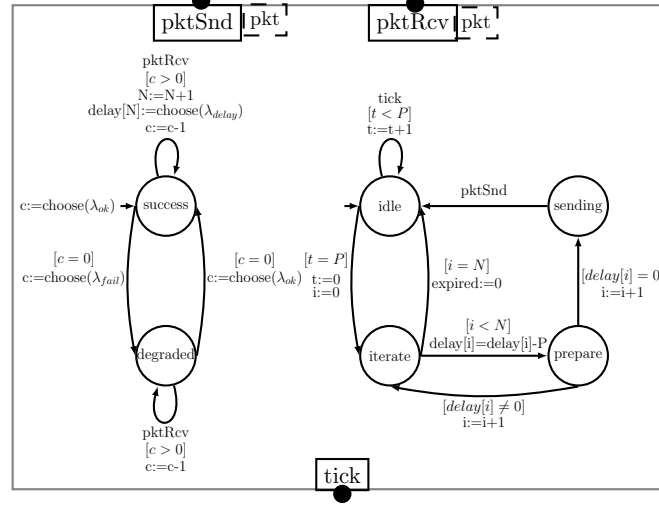 pktSnd
pkt
pktRcv
pkt
pktRcv
[c > 0]
N:=N+1
delay[N]:=choose(λdelay)
c:=c-1
c:=choose(λok)
success
[c = 0]
c:=choose(λfail)
[c = 0]
c:=choose(λok)
degraded
pktRcv
[c > 0]
c:=c-1
tick
[t < P]
t:=t+1
idle
pktSnd
sending
[t = P]
t:=0
i:=0
[i = N]
expired:=0
[delay[i] = 0
i:=i+1
iterate
[i < N]
delay[i]=delay[i]-P
prepare
[delay[i] ≠ 0]
i:=i+1
tick